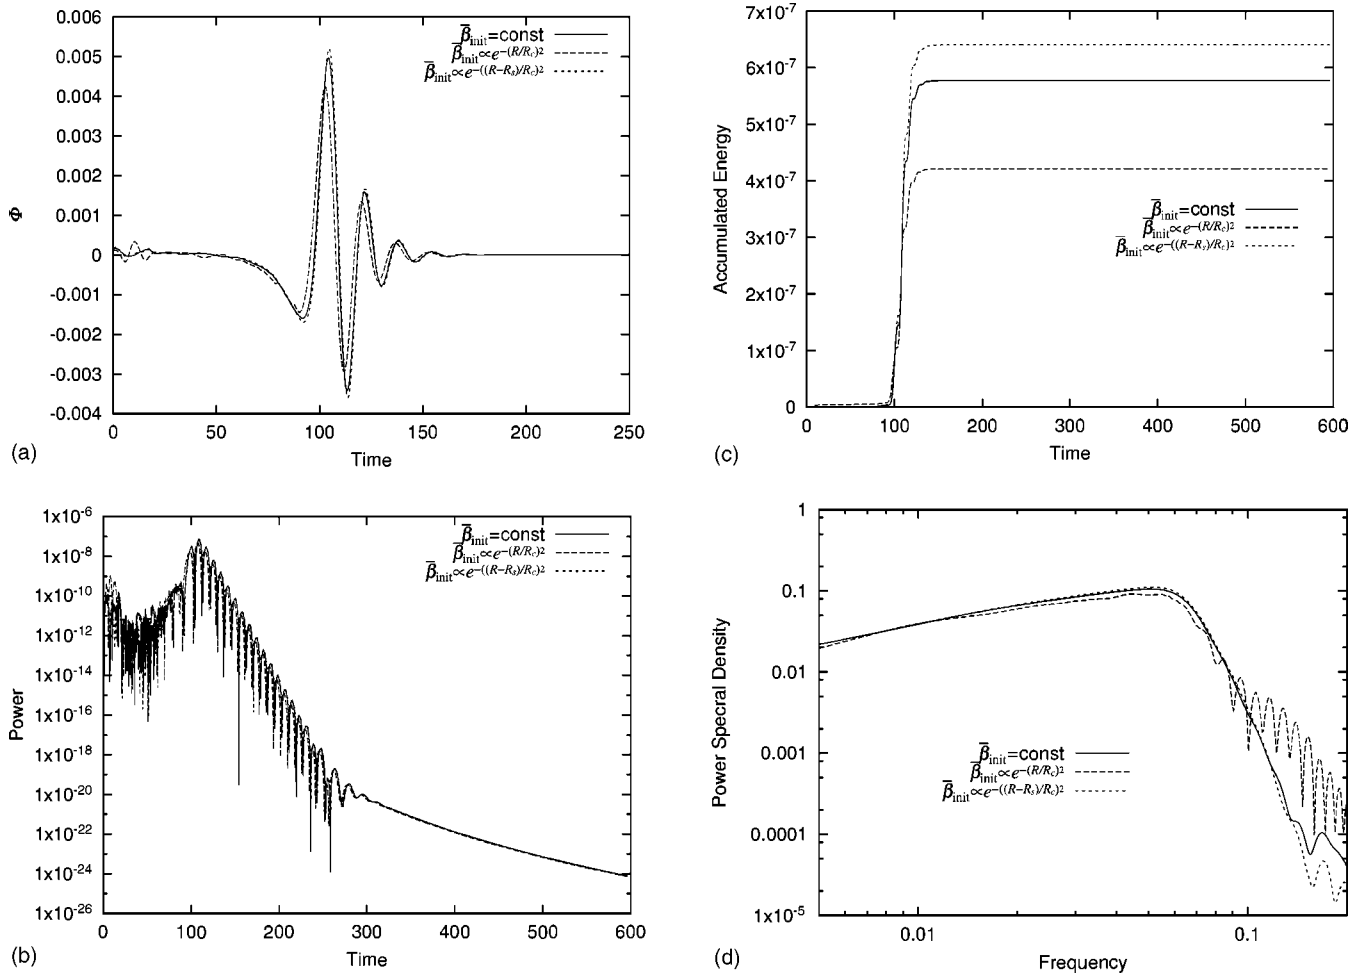 0.006
0.005
0.004
0.003
0.002
0.001
0
-0.001
-0.002
-0.003
-0.004
Φ
β̄init=const
β̄init∝e−(R/Rc)2
β̄init∝e−((R−Rs)/Rc)2
0 50 100 150 200 250
Time
(a)
7x10-7
6x10-7
5x10-7
4x10-7
3x10-7
2x10-7
1x10-7
0
Accumulated Energy
β̄init=const
β̄init∝e−(R/Rc)2
β̄init∝e−((R−Rs)/Rc)2
0 100 200 300 400 500 600
Time
(c)
1x10-6
1x10-8
1x10-10
1x10-12
1x10-14
1x10-16
1x10-18
1x10-20
1x10-22
1x10-24
1x10-26
Power
β̄init=const
β̄init∝e−(R/Rc)2
β̄init∝e−((R−Rs)/Rc)2
0 100 200 300 400 500 600
Time
(b)
1
0.1
0.01
0.001
0.0001
1x10-5
Power Specral Density
β̄init=const
β̄init∝e−(R/Rc)2
β̄init∝e−((R−Rs)/Rc)2
0.01 0.1
Frequency
(d)